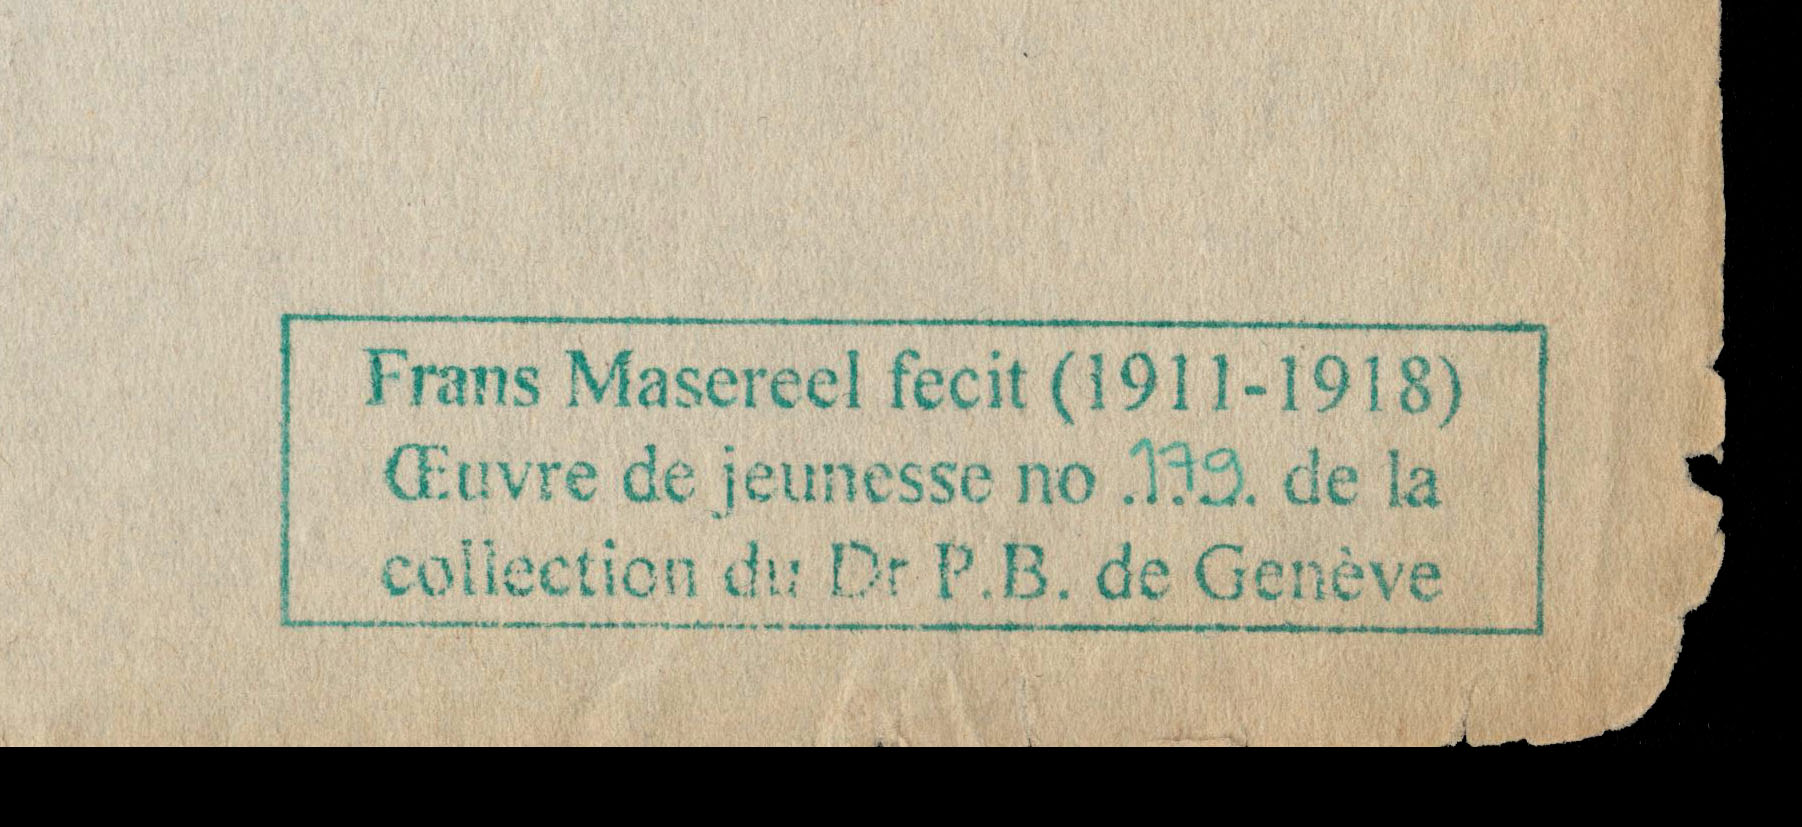 Frans Masereel fecit (1911-1918)
Œuvre de jeunesse no .179. de la
collection du Dr P.B. de Genève